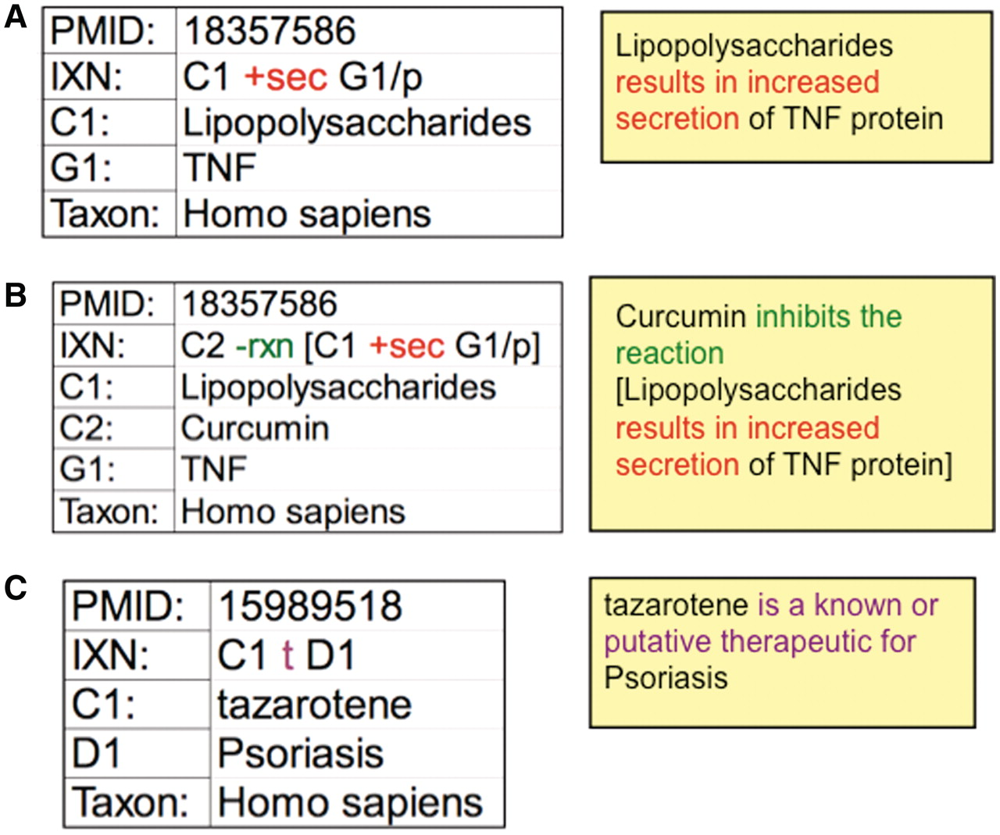 A
PMID: 18357586
IXN: C1 +sec G1/p
C1: Lipopolysaccharides
G1: TNF
Taxon: Homo sapiens
Lipopolysaccharides
results in increased
secretion of TNF protein
B
PMID: 18357586
IXN: C2 -rxn [C1 +sec G1/p]
C1: Lipopolysaccharides
C2: Curcumin
G1: TNF
Taxon: Homo sapiens
Curcumin inhibits the
reaction
[Lipopolysaccharides
results in increased
secretion of TNF protein]
C
PMID: 15989518
IXN: C1 t D1
C1: tazarotene
D1 Psoriasis
Taxon: Homo sapiens
tazarotene is a known or
putative therapeutic for
Psoriasis